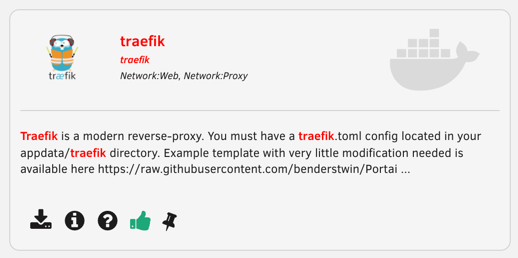 traefik
traefik
Network:Web, Network:Proxy
træfik
Traefik is a modern reverse-proxy. You must have a traefik.toml config located in your
appdata/traefik directory. Example template with very little modification needed is
available here https://raw.githubusercontent.com/benderstwin/Portai ...